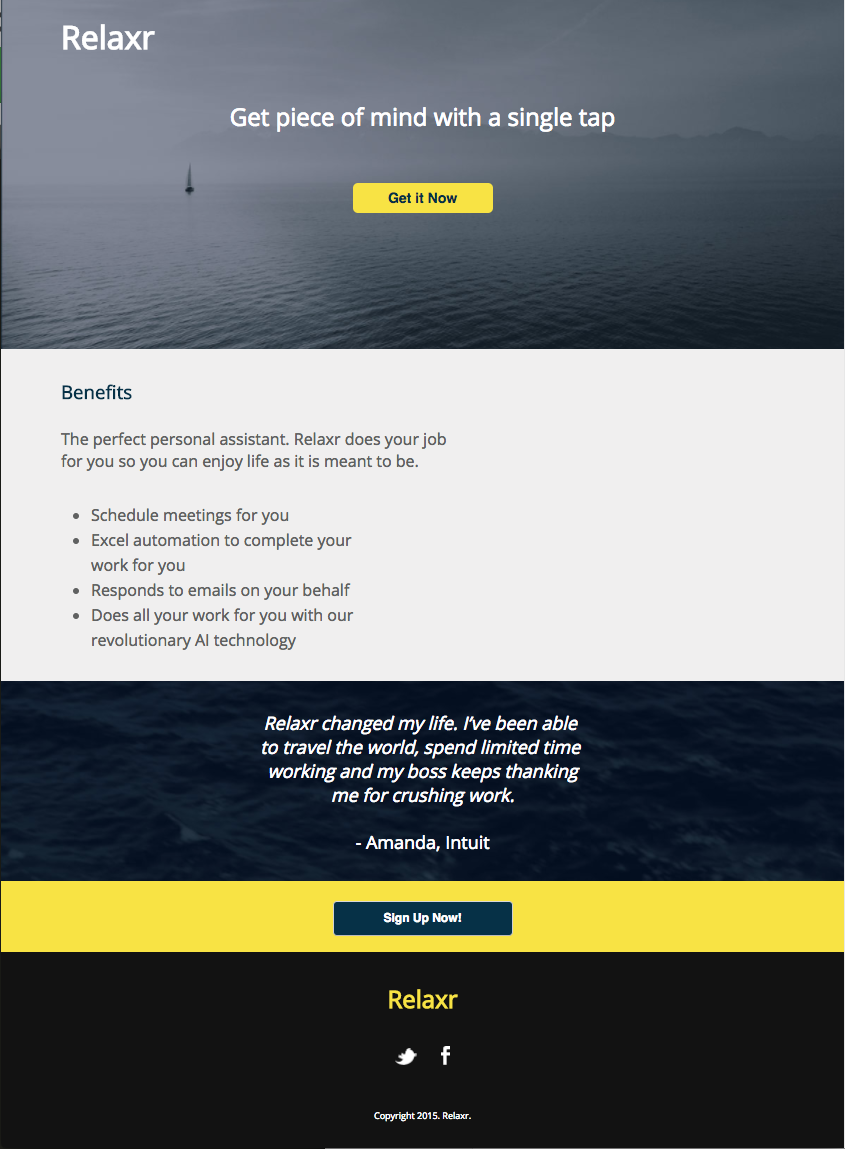 Relaxr
Get piece of mind with a single tap
Get it Now
Benefits
The perfect personal assistant. Relaxr does your job
for you so you can enjoy life as it is meant to be.
Schedule meetings for you
Excel automation to complete your
work for you
Responds to emails on your behalf
Does all your work for you with our
revolutionary AI technology
Relaxr changed my life. I’ve been able
to travel the world, spend limited time
working and my boss keeps thanking
me for crushing work.
- Amanda, Intuit
Sign Up Now!
Relaxr
Copyright 2015. Relaxr.